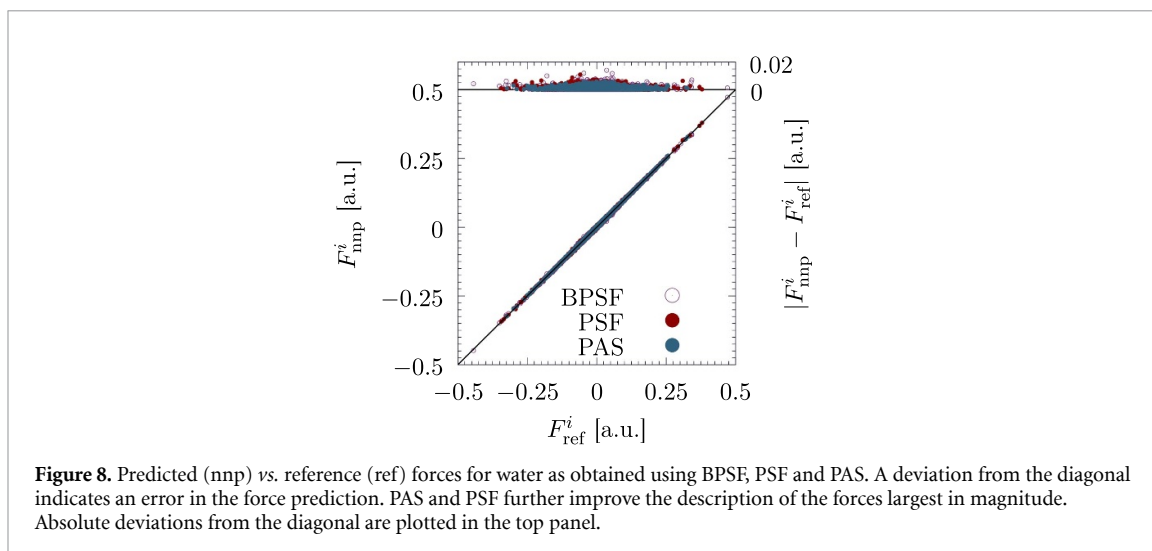 0.02
0.5 0
0.25
0
−0.25
−0.5
F^i_nnp [a.u.]
|F^i_nnp − F^i_ref| [a.u.]
BPSF
PSF
PAS
−0.5 −0.25 0 0.25 0.5
F^i_ref [a.u.]
Figure 8. Predicted (nnp) vs. reference (ref) forces for water as obtained using BPSF, PSF and PAS. A deviation from the diagonal
indicates an error in the force prediction. PAS and PSF further improve the description of the forces largest in magnitude.
Absolute deviations from the diagonal are plotted in the top panel.